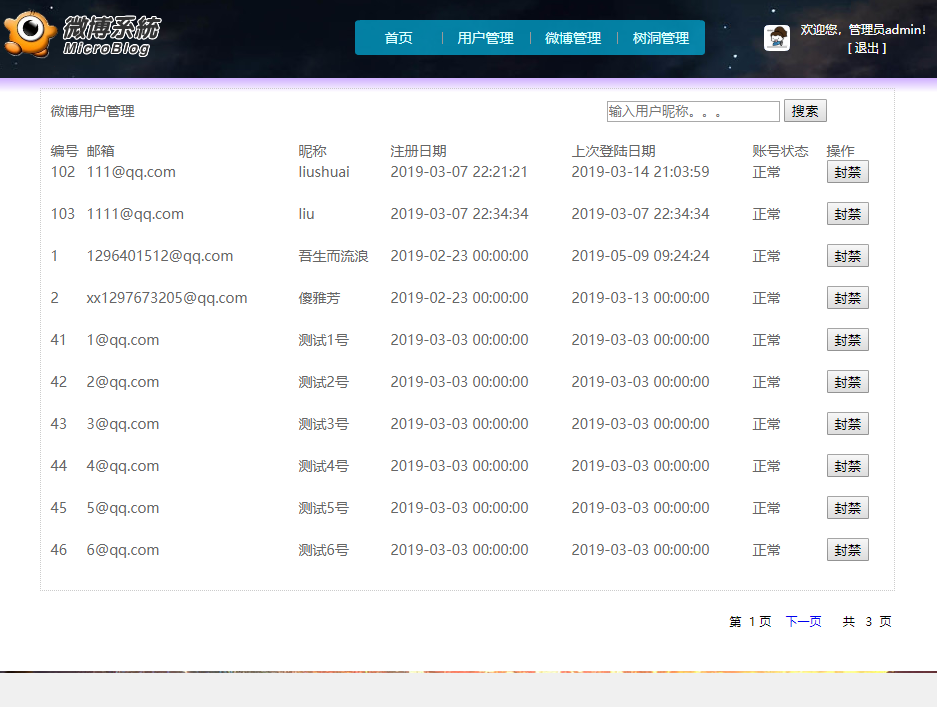 微博系統
MicroBlog
首页 用户管理 微博管理 树洞管理
欢迎您，管理员admin!
[ 退出 ]
微博用户管理 输入用户昵称。。。 搜索
编号 邮箱 昵称 注册日期 上次登陆日期 账号状态 操作
102 111@qq.com liushuai 2019-03-07 22:21:21 2019-03-14 21:03:59 正常 封禁
103 1111@qq.com liu 2019-03-07 22:34:34 2019-03-07 22:34:34 正常 封禁
1 1296401512@qq.com 吾生而流浪 2019-02-23 00:00:00 2019-05-09 09:24:24 正常 封禁
2 xx1297673205@qq.com 傻雅芳 2019-02-23 00:00:00 2019-03-13 00:00:00 正常 封禁
41 1@qq.com 测试1号 2019-03-03 00:00:00 2019-03-03 00:00:00 正常 封禁
42 2@qq.com 测试2号 2019-03-03 00:00:00 2019-03-03 00:00:00 正常 封禁
43 3@qq.com 测试3号 2019-03-03 00:00:00 2019-03-03 00:00:00 正常 封禁
44 4@qq.com 测试4号 2019-03-03 00:00:00 2019-03-03 00:00:00 正常 封禁
45 5@qq.com 测试5号 2019-03-03 00:00:00 2019-03-03 00:00:00 正常 封禁
46 6@qq.com 测试6号 2019-03-03 00:00:00 2019-03-03 00:00:00 正常 封禁
第 1 页 下一页 共 3 页